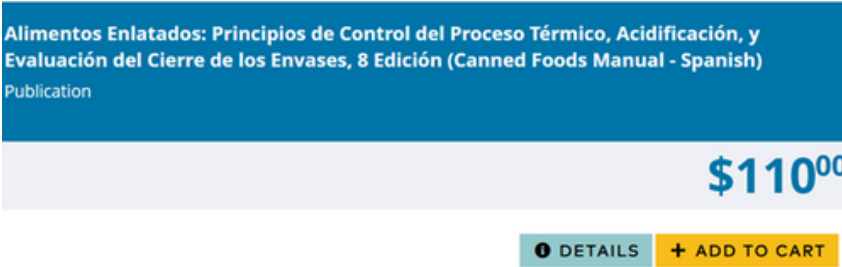 Alimentos Enlatados: Principios de Control del Proceso Térmico, Acidificación, y
Evaluación del Cierre de los Envases, 8 Edición (Canned Foods Manual - Spanish)
Publication
$11000
DETAILS
+ ADD TO CART